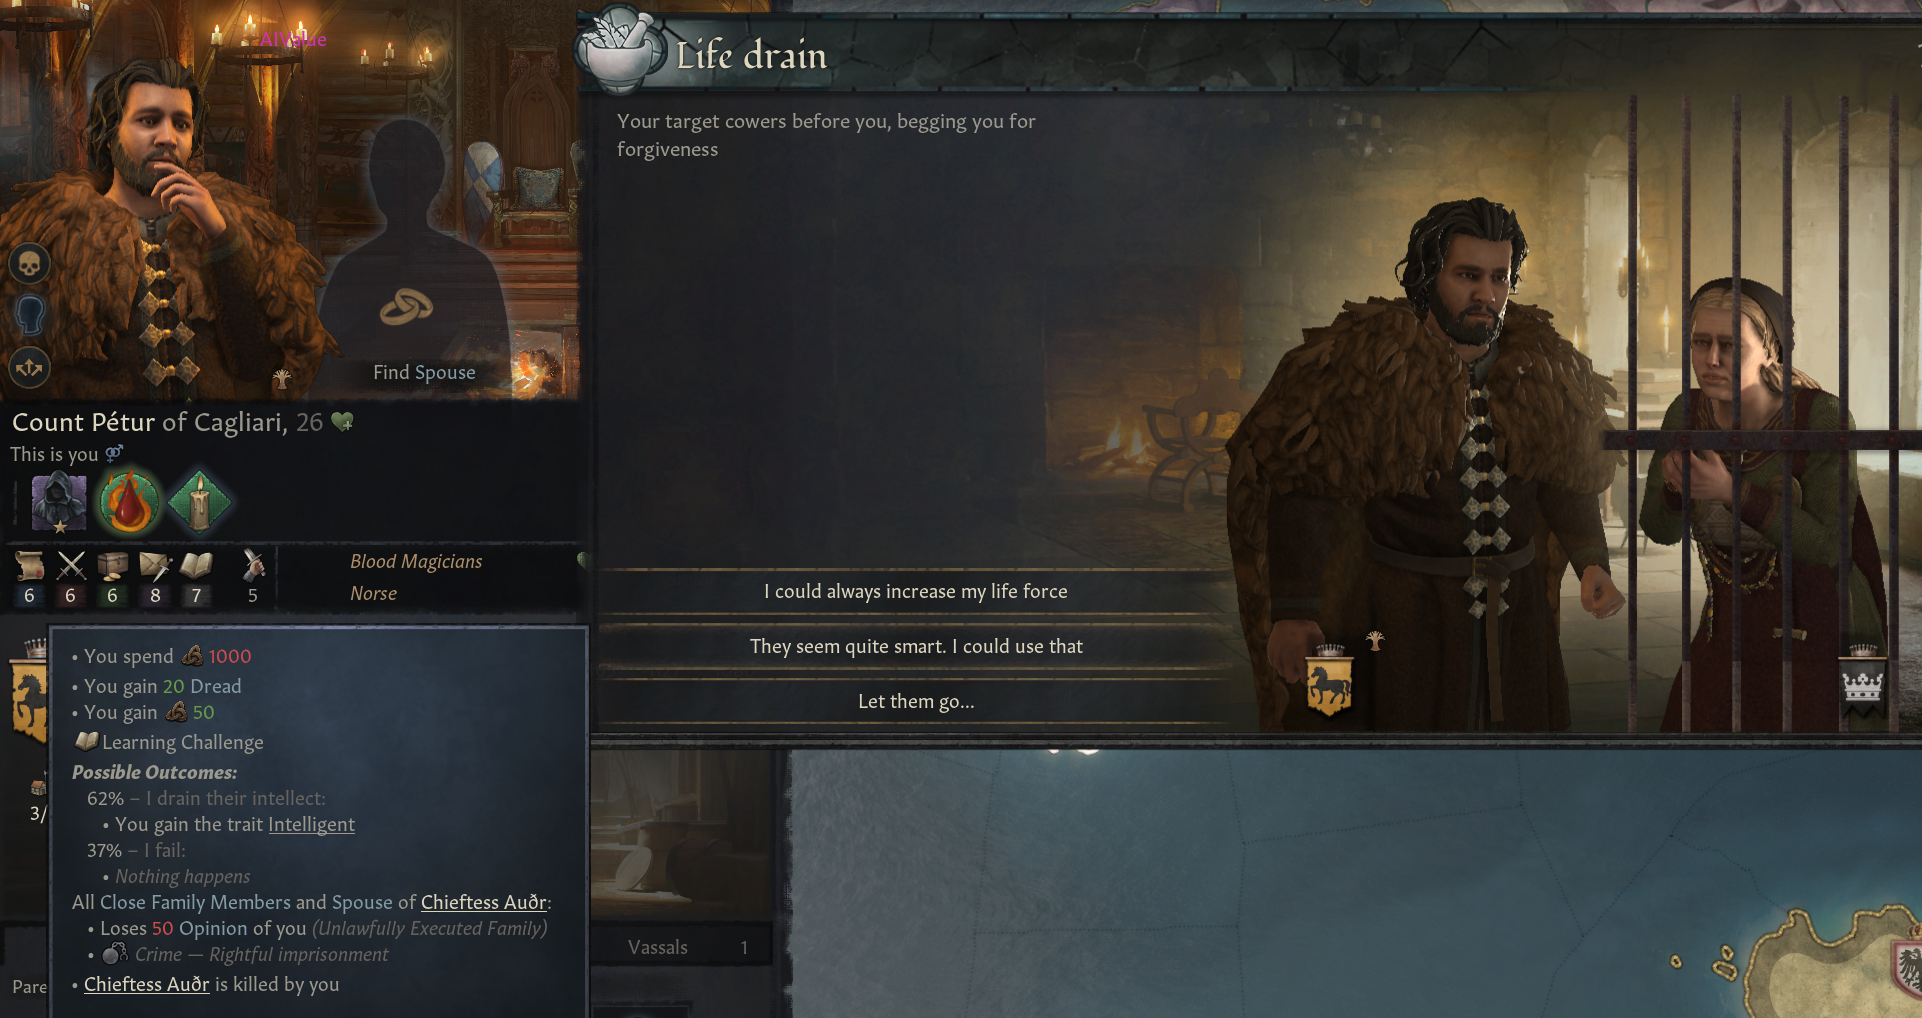 AIValue
Find Spouse
Count Pétur of Cagliari, 26
This is you
6 6 6 8 7 5
Blood Magicians
Norse
• You spend 1000
• You gain 20 Dread
• You gain 50
Learning Challenge
Possible Outcomes:
62% – I drain their intellect:
• You gain the trait Intelligent
37% – I fail:
• Nothing happens
All Close Family Members and Spouse of Chieftess Auðr:
• Loses 50 Opinion of you (Unlawfully Executed Family)
• Crime — Rightful imprisonment
• Chieftess Auðr is killed by you
3/
Pare
Life drain
Your target cowers before you, begging you for
forgiveness
I could always increase my life force
They seem quite smart. I could use that
Let them go...
Vassals 1